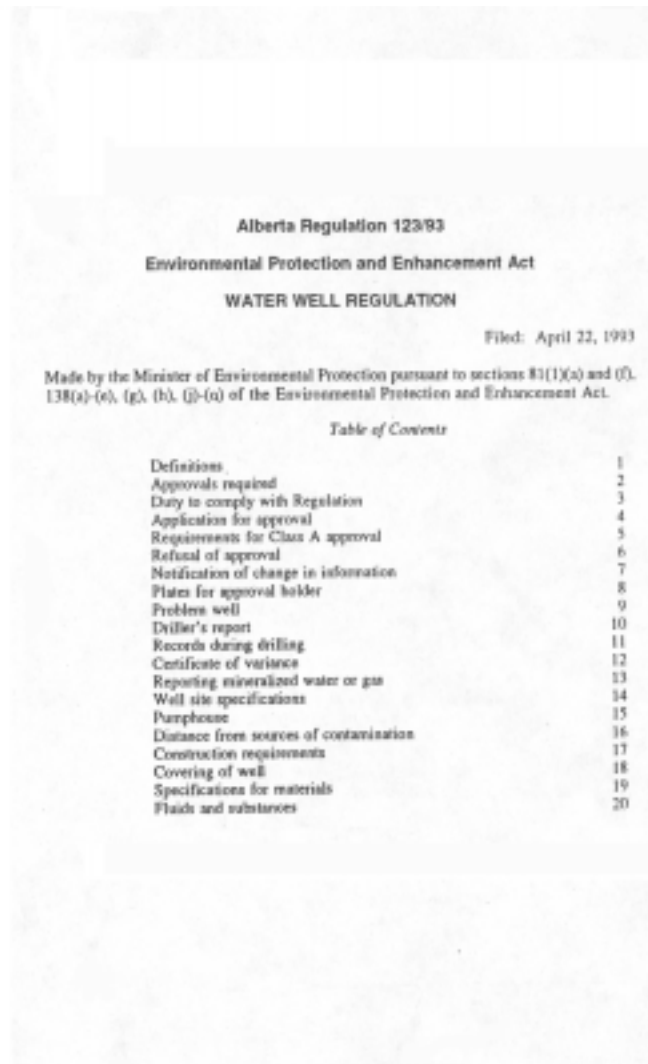 Alberta Regulation 123/93
Environmental Protection and Enhancement Act
WATER WELL REGULATION
Filed: April 22, 1993
Made by the Minister of Environmental Protection pursuant to sections 81(1)(a) and (f),
138(a)-(e), (g), (h), (j)-(q) of the Environmental Protection and Enhancement Act.
Table of Contents
Definitions 1
Approvals required 2
Duty to comply with Regulation 3
Application for approval 4
Requirements for Class A approval 5
Refusal of approval 6
Notification of change in information 7
Plates for approval holder 8
Problem well 9
Driller's report 10
Records during drilling 11
Certificate of variance 12
Reporting mineralized water or gas 13
Well site specifications 14
Pumphouse 15
Distance from sources of contamination 16
Construction requirements 17
Covering of well 18
Specifications for materials 19
Fluids and substances 20